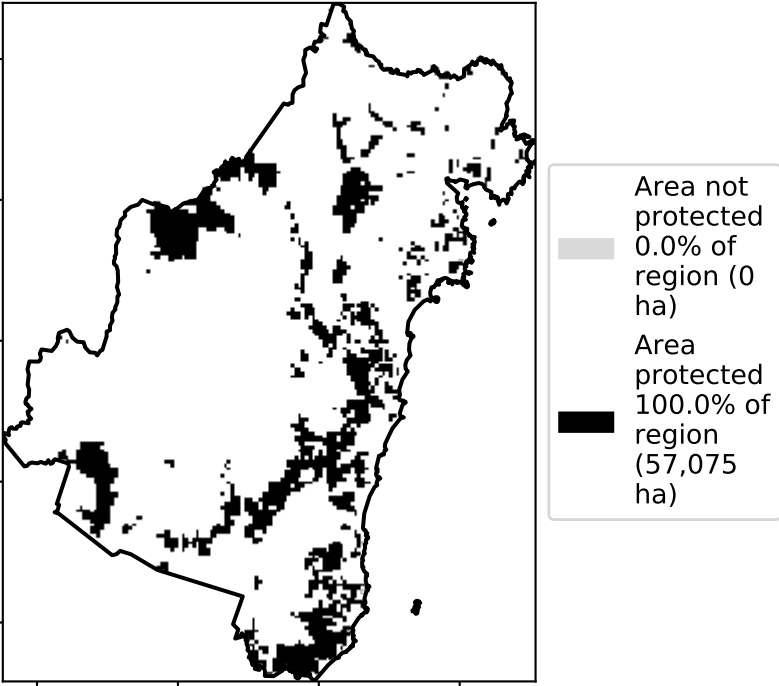 Area not
protected
0.0% of
region (0
ha)
Area
protected
100.0% of
region
(57,075
ha)